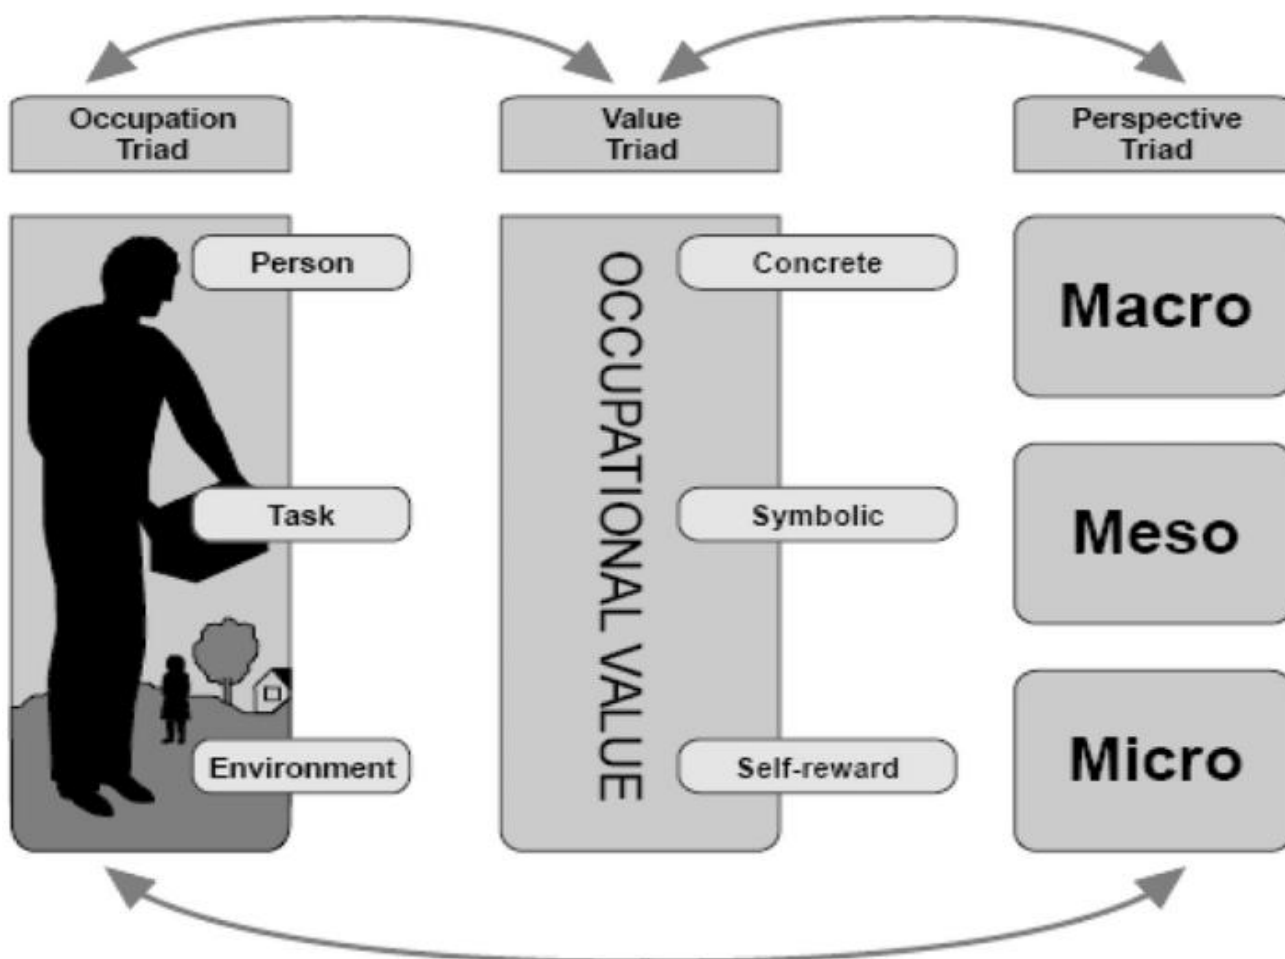 Occupation
Triad
Value
Triad
Perspective
Triad
Person
Task
Environment
OCCUPATIONAL VALUE
Concrete
Symbolic
Self-reward
Macro
Meso
Micro